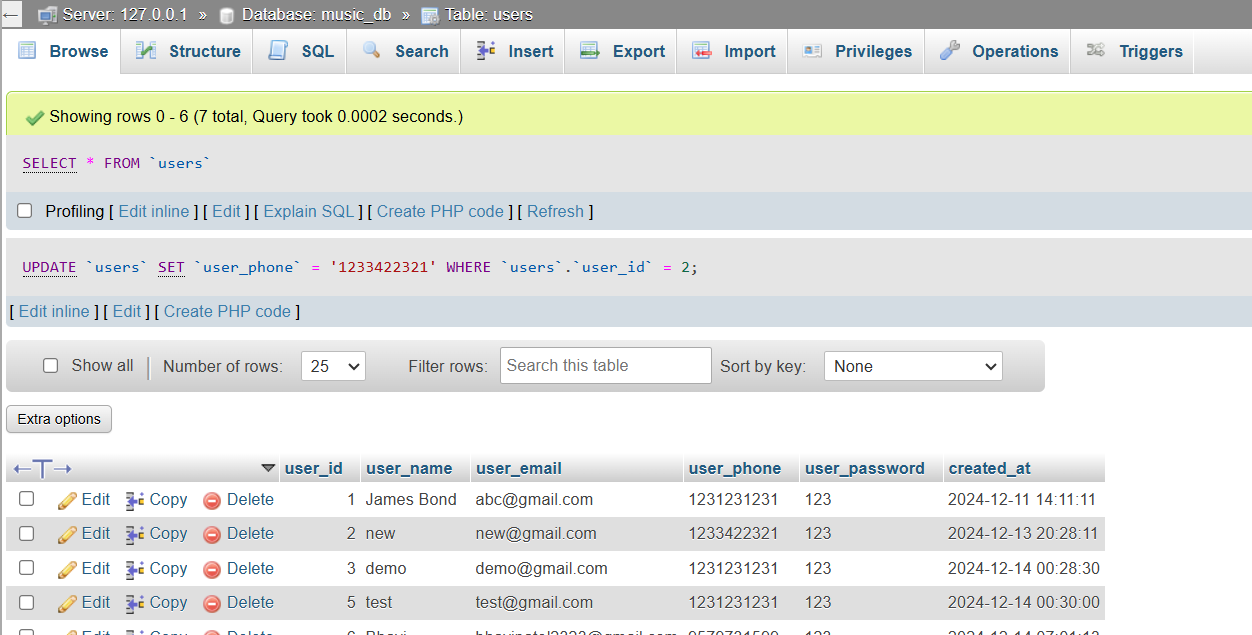 ← Server: 127.0.0.1 » Database: music_db » Table: users
Browse Structure SQL Search Insert Export Import Privileges Operations Triggers
Showing rows 0 - 6 (7 total, Query took 0.0002 seconds.)
SELECT * FROM `users`
Profiling [ Edit inline ] [ Edit ] [ Explain SQL ] [ Create PHP code ] [ Refresh ]
UPDATE `users` SET `user_phone` = '1233422321' WHERE `users`.`user_id` = 2;
[ Edit inline ] [ Edit ] [ Create PHP code ]
Show all Number of rows: 25 Filter rows: Search this table Sort by key: None
Extra options
←T→ user_id user_name user_email user_phone user_password created_at
Edit Copy Delete 1 James Bond abc@gmail.com 1231231231 123 2024-12-11 14:11:11
Edit Copy Delete 2 new new@gmail.com 1233422321 123 2024-12-13 20:28:11
Edit Copy Delete 3 demo demo@gmail.com 1231231231 123 2024-12-14 00:28:30
Edit Copy Delete 5 test test@gmail.com 1231231231 123 2024-12-14 00:30:00
Edit Copy Delete